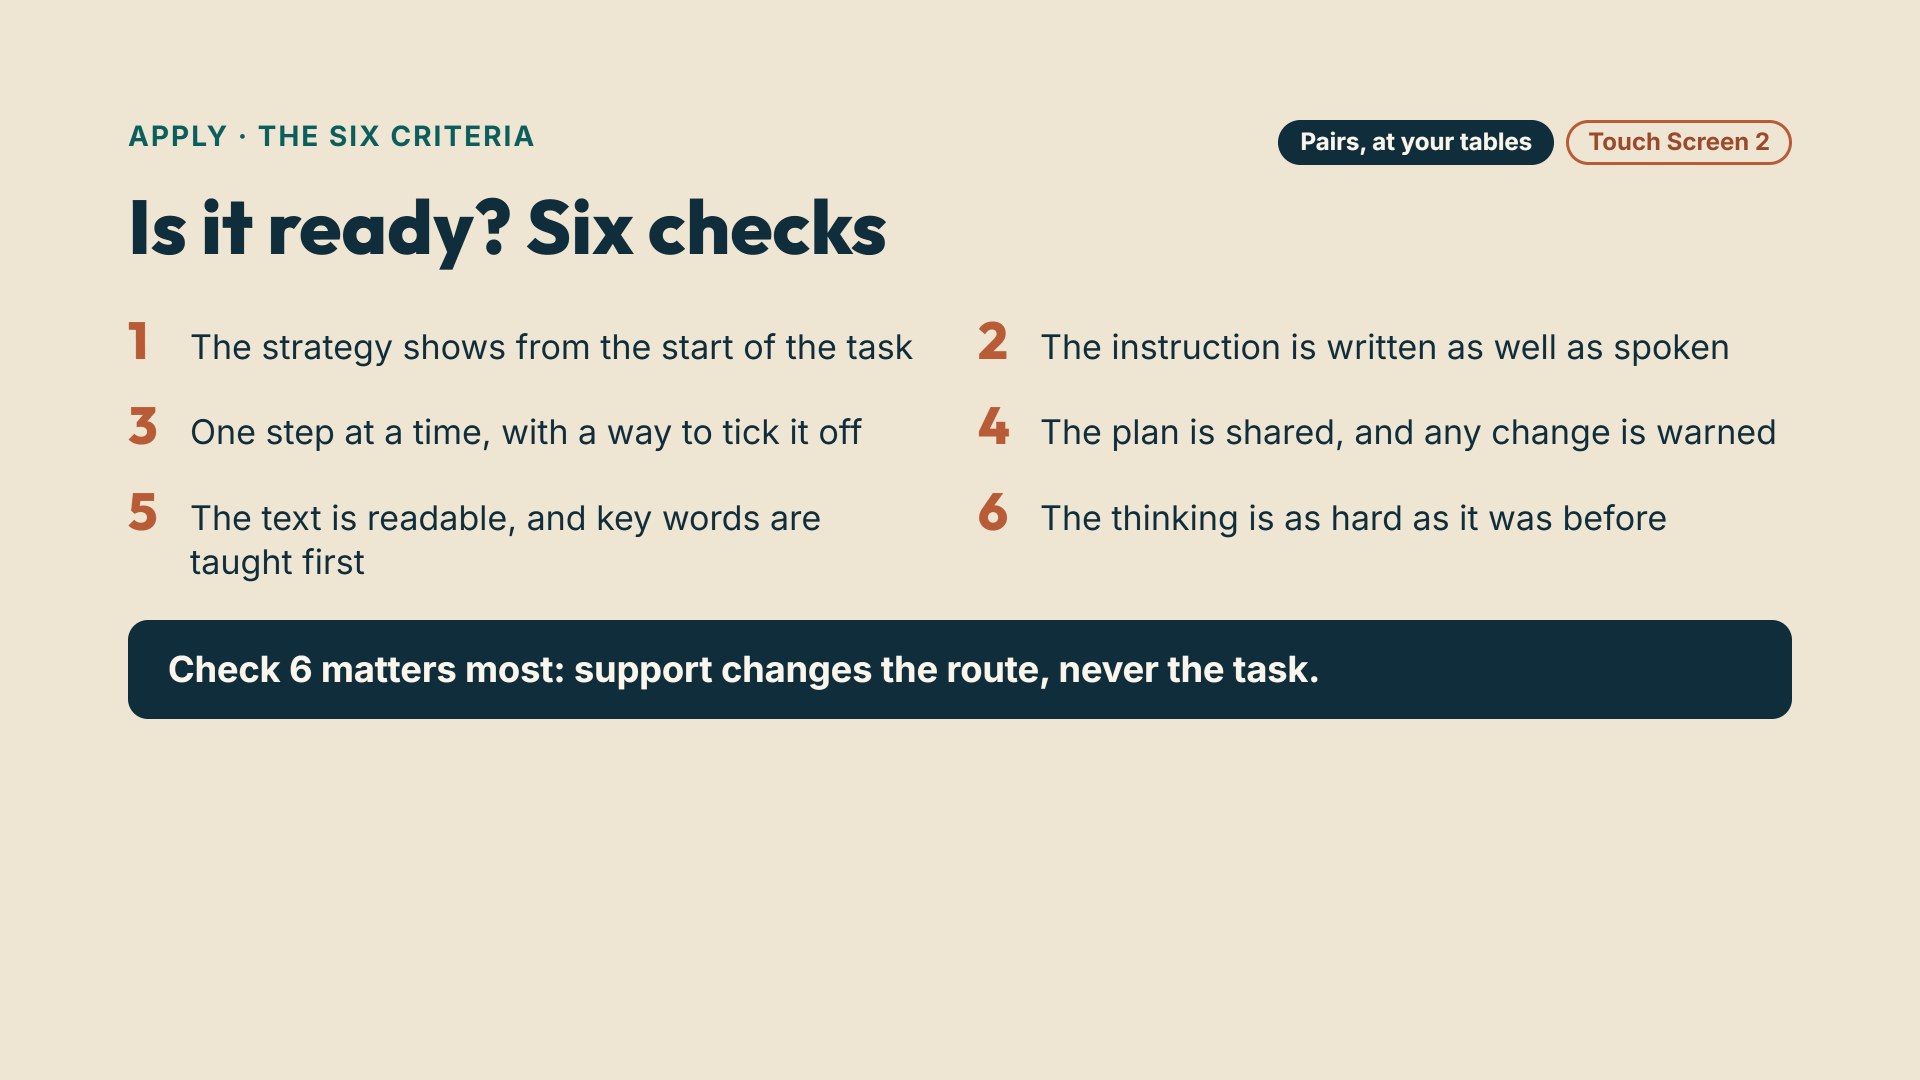 APPLY · THE SIX CRITERIA
Pairs, at your tables
Touch Screen 2
Is it ready? Six checks
1 The strategy shows from the start of the task
2 The instruction is written as well as spoken
3 One step at a time, with a way to tick it off
4 The plan is shared, and any change is warned
5 The text is readable, and key words are
taught first
6 The thinking is as hard as it was before
Check 6 matters most: support changes the route, never the task.